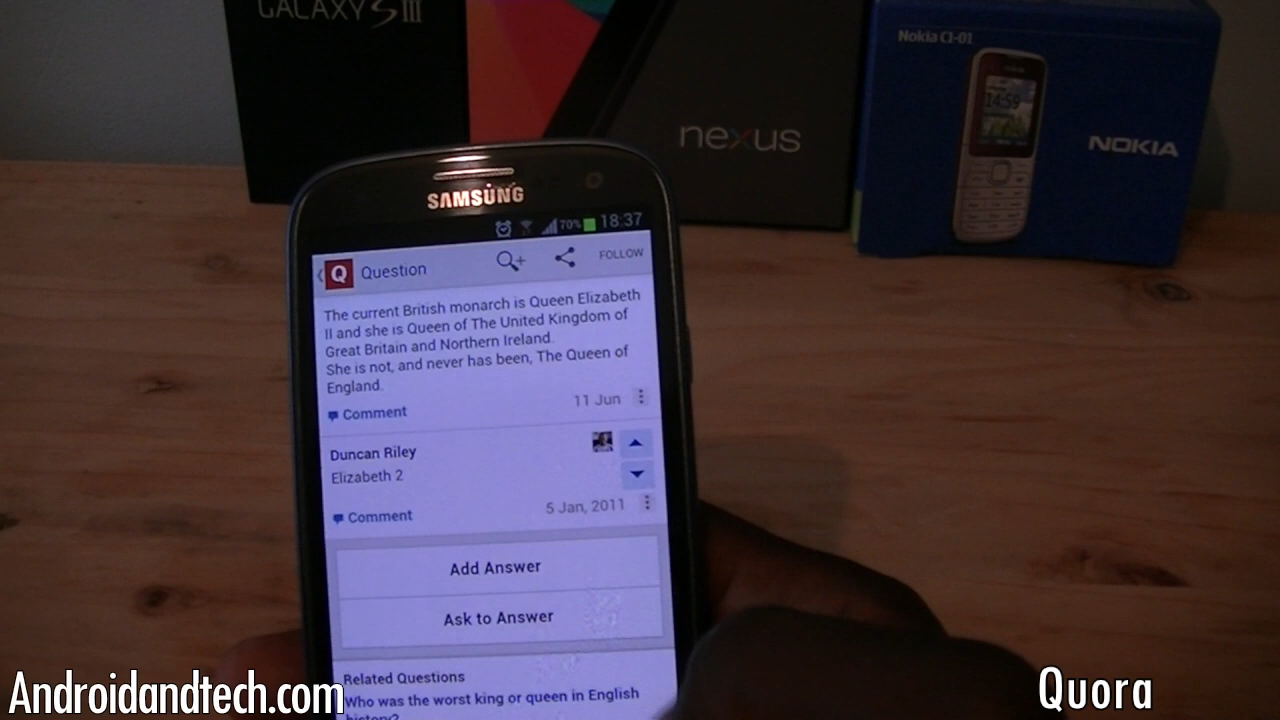 GALAXY SIII
nexus
Nokia C1-01
14:59
NOKIA
SAMSUNG
70% 18:37
Q Question FOLLOW
The current British monarch is Queen Elizabeth
II and she is Queen of The United Kingdom of
Great Britain and Northern Ireland.
She is not, and never has been, The Queen of
England.
Comment 11 Jun
Duncan Riley
Elizabeth 2
Comment 5 Jan, 2011
Add Answer
Ask to Answer
Related Questions
Who was the worst king or queen in English
history?
Androidandtech.com
Quora